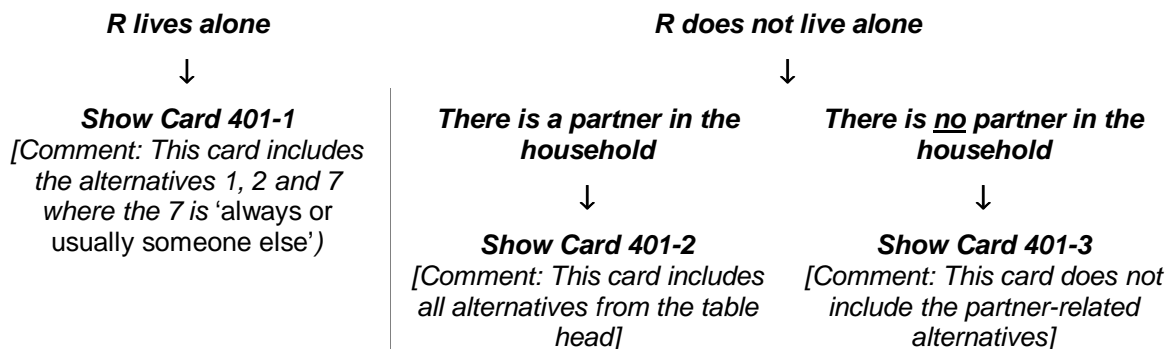 R lives alone
↓
Show Card 401-1
[Comment: This card includes
the alternatives 1, 2 and 7
where the 7 is ‘always or
usually someone else’)
R does not live alone
↓
There is a partner in the
household
↓
Show Card 401-2
[Comment: This card includes
all alternatives from the table
head]
There is no partner in the
household
↓
Show Card 401-3
[Comment: This card does not
include the partner-related
alternatives]